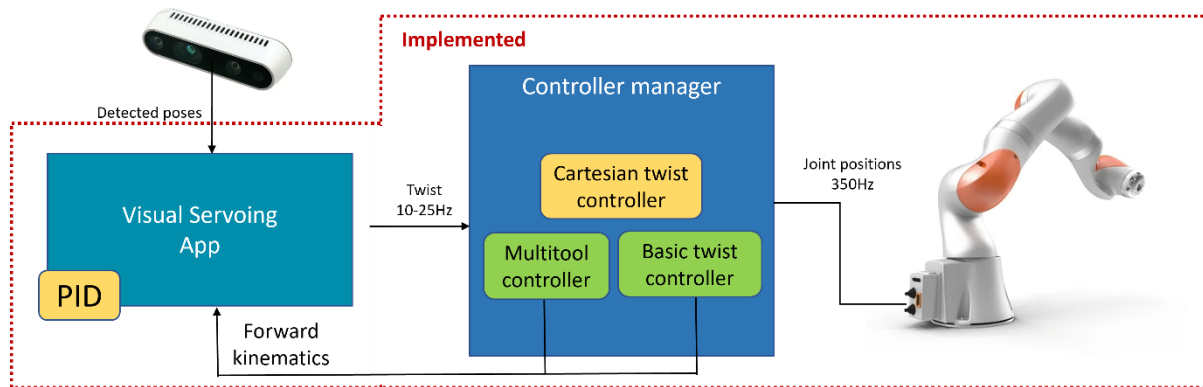 Implemented
Detected poses
Visual Servoing
App
PID
Twist
10-25Hz
Controller manager
Cartesian twist
controller
Multitool
controller
Basic twist
controller
Joint positions
350Hz
Forward
kinematics